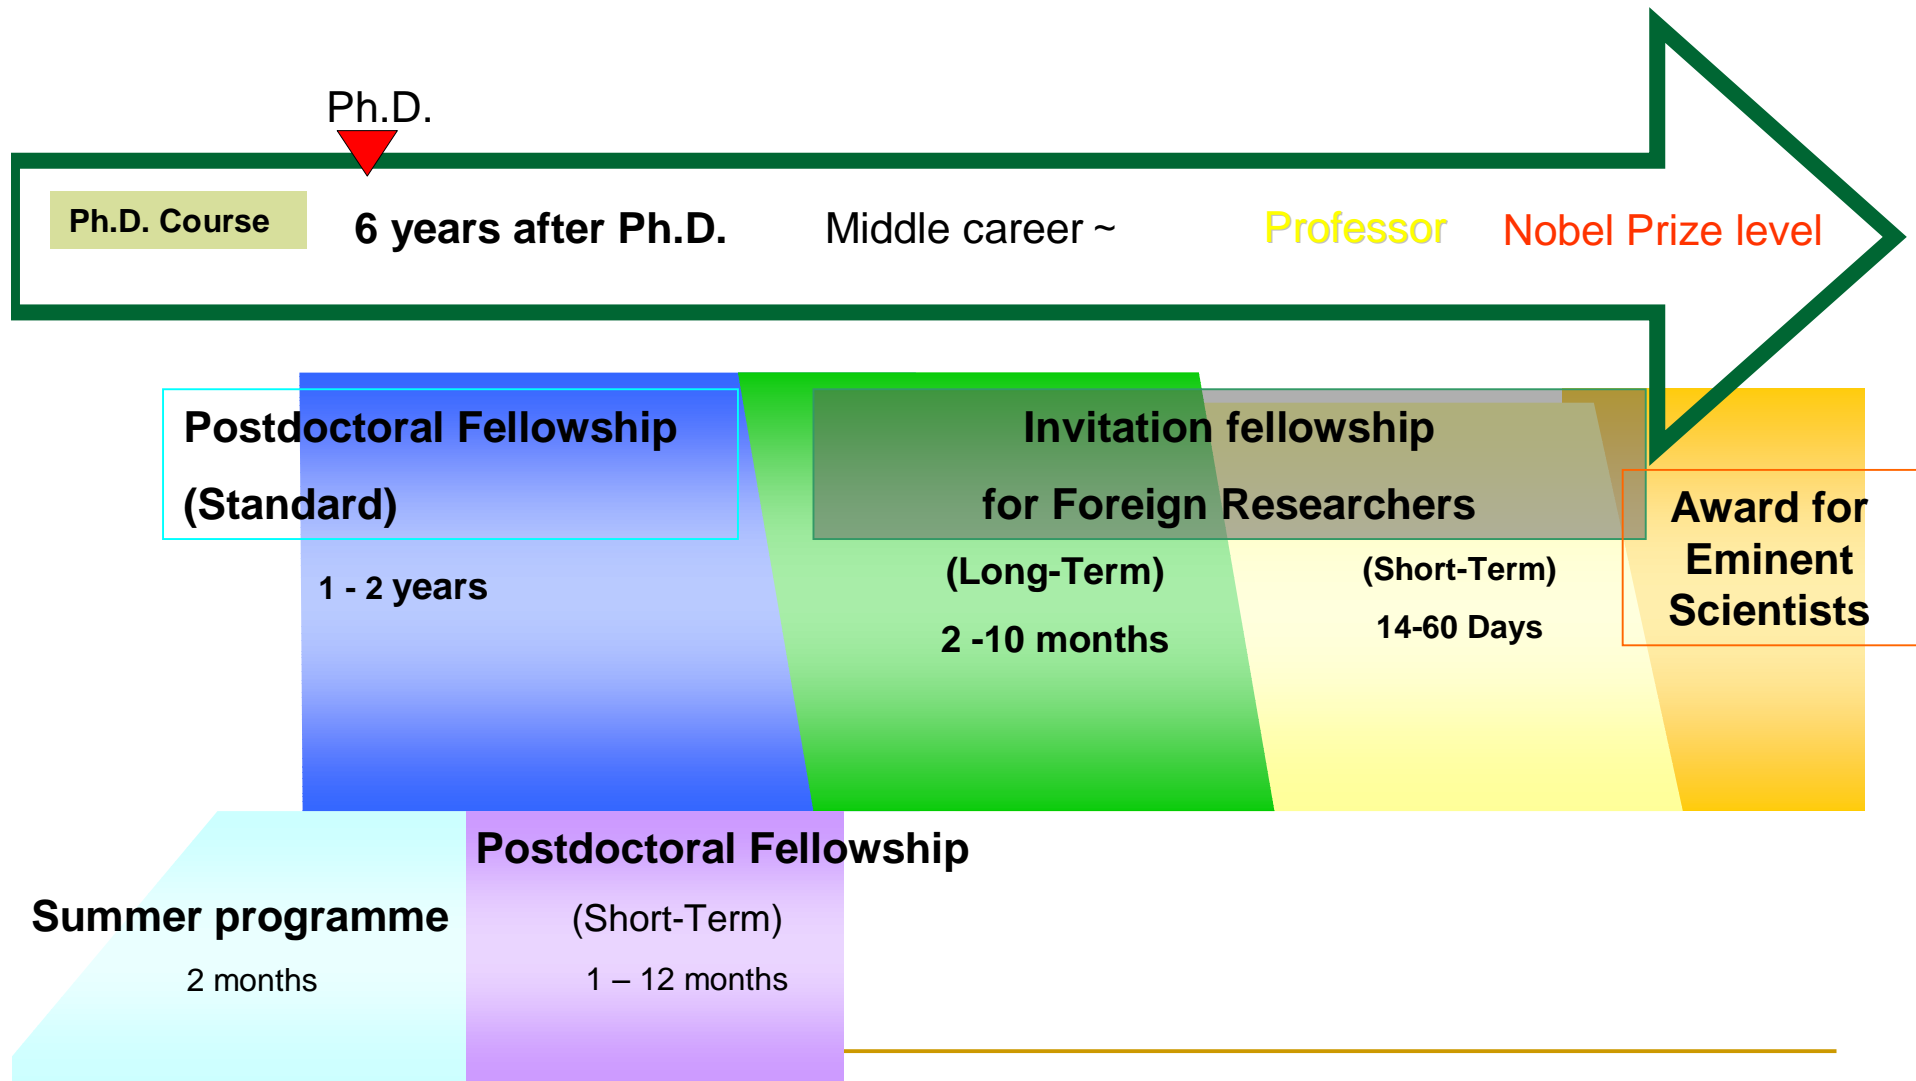 Ph.D.
Ph.D. Course
6 years after Ph.D.
Middle career ~
Professor
Nobel Prize level
Postdoctoral Fellowship
(Standard)
1 - 2 years
Invitation fellowship
for Foreign Researchers
(Long-Term)
2 -10 months
(Short-Term)
14-60 Days
Award for
Eminent
Scientists
Summer programme
2 months
Postdoctoral Fellowship
(Short-Term)
1 – 12 months